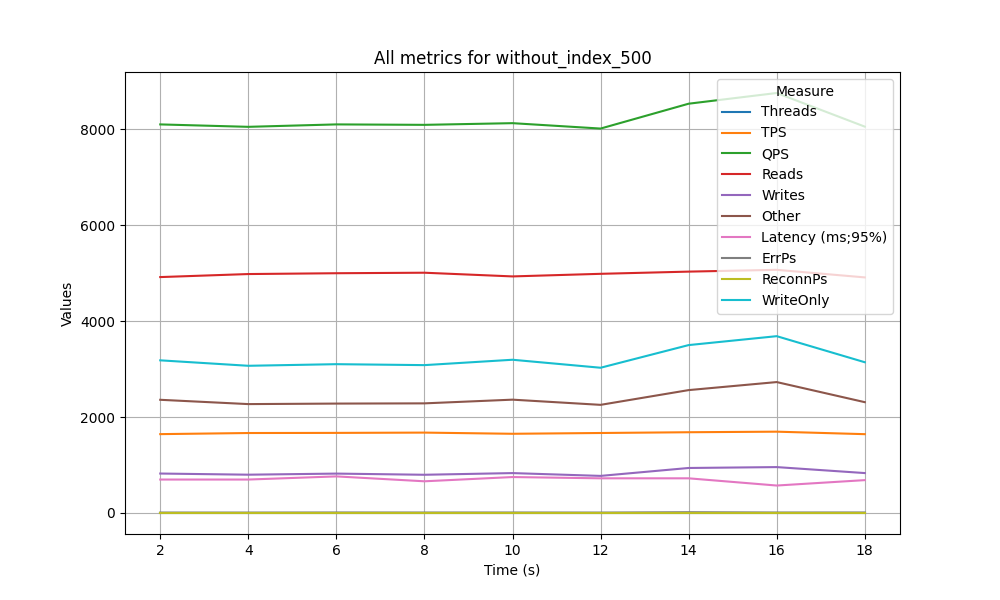 All metrics for without_index_500
Measure
Threads
TPS
QPS
Reads
Writes
Other
Latency (ms;95%)
ErrPs
ReconnPs
WriteOnly
Values
8000
6000
4000
2000
0
2 4 6 8 10 12 14 16 18
Time (s)